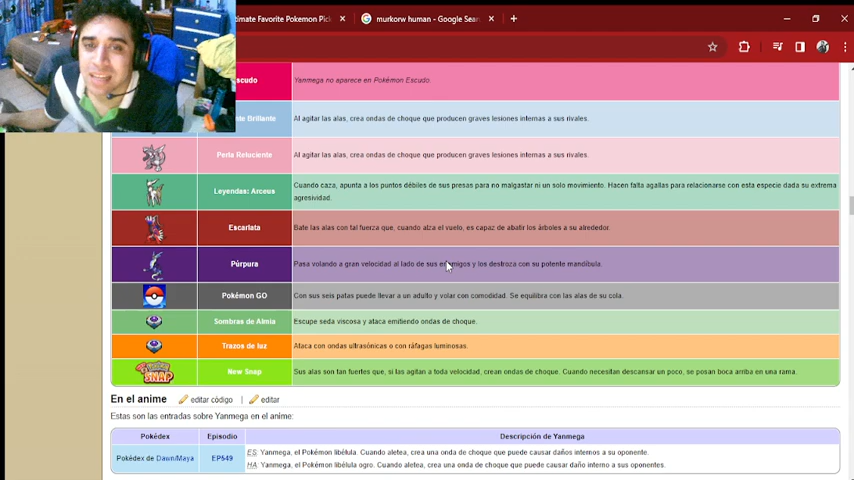 timate Favorite Pokemon Pick
murkorw human - Google Sear
Escudo
Yanmega no aparece en Pokémon Escudo.
nte Brillante
Al agitar las alas, crea ondas de choque que producen graves lesiones internas a sus rivales.
Perla Reluciente
Al agitar las alas, crea ondas de choque que producen graves lesiones internas a sus rivales.
Leyendas: Arceus
Cuando caza, apunta a los puntos débiles de sus presas para no malgastar ni un solo movimiento. Hacen falta agallas para relacionarse con esta especie dada su extrema
agresividad.
Escarlata
Bate las alas con tal fuerza que, cuando alza el vuelo, es capaz de abatir los árboles a su alrededor.
Púrpura
Pasa volando a gran velocidad al lado de sus enemigos y los destroza con su potente mandíbula.
Pokémon GO
Con sus seis patas puede llevar a un adulto y volar con comodidad. Se equilibra con las alas de su cola.
Sombras de Almia
Escupe seda viscosa y ataca emitiendo ondas de choque.
Trazos de luz
Ataca con ondas ultrasónicas o con ráfagas luminosas.
POKÉMON SNAP
New Snap
Sus alas son tan fuertes que, si las agitan a toda velocidad, crean ondas de choque. Cuando necesitan descansar un poco, se posan boca arriba en una rama.
En el anime editar código | editar
Estas son las entradas sobre Yanmega en el anime:
Pokédex Episodio Descripción de Yanmega
Pokédex de Dawn/Maya EP549
ES Yanmega, el Pokémon libélula. Cuando aletea, crea una onda de choque que puede causar daños internos a su oponente.
HA Yanmega, el Pokémon libélula ogro. Cuando aletea, crea una onda de choque que puede causar daño interno a sus oponentes.